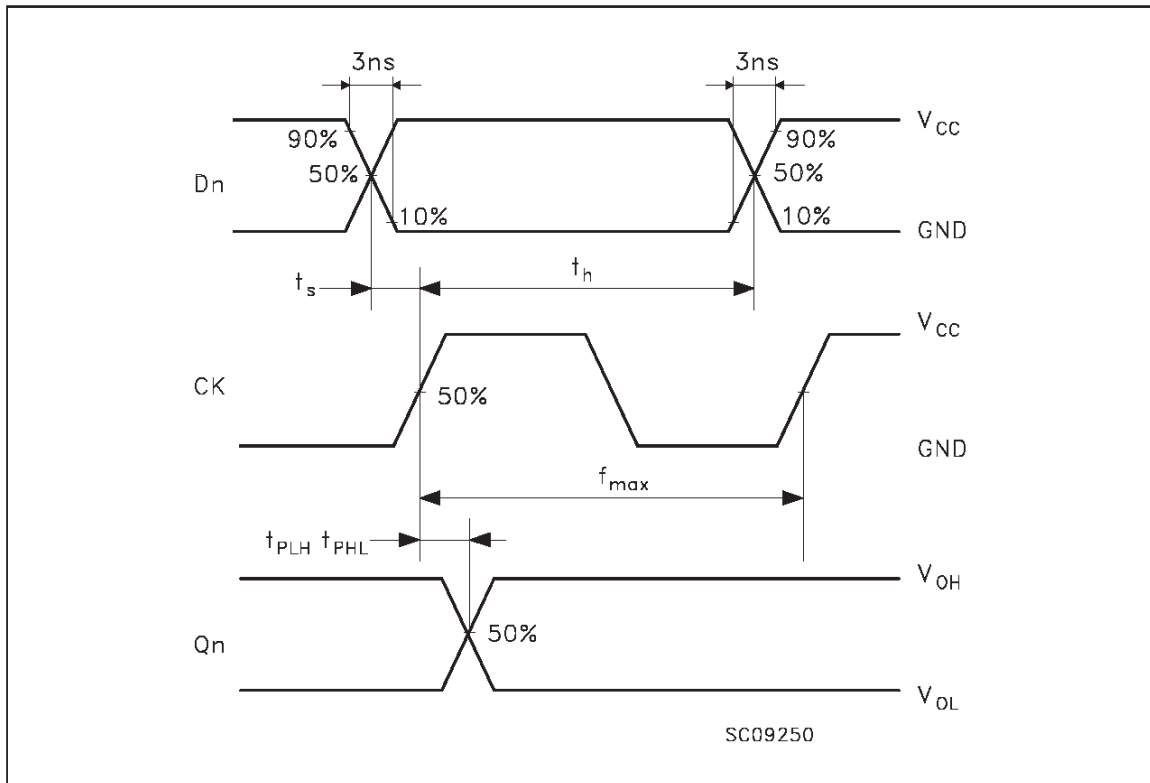 3ns 3ns
V_CC
90% 90%
Dn 50% 50%
10% 10%
GND
t_s t_h
V_CC
CK 50%
GND
f_max
t_PLH t_PHL
V_OH
Qn 50%
V_OL
SC09250